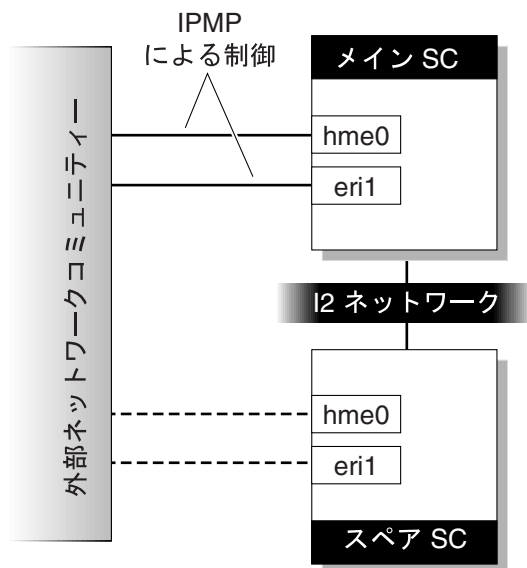 IPMP
による制御
メイン SC
hme0
eri1
外部ネットワークコミュニティー
I2 ネットワーク
hme0
eri1
スペア SC